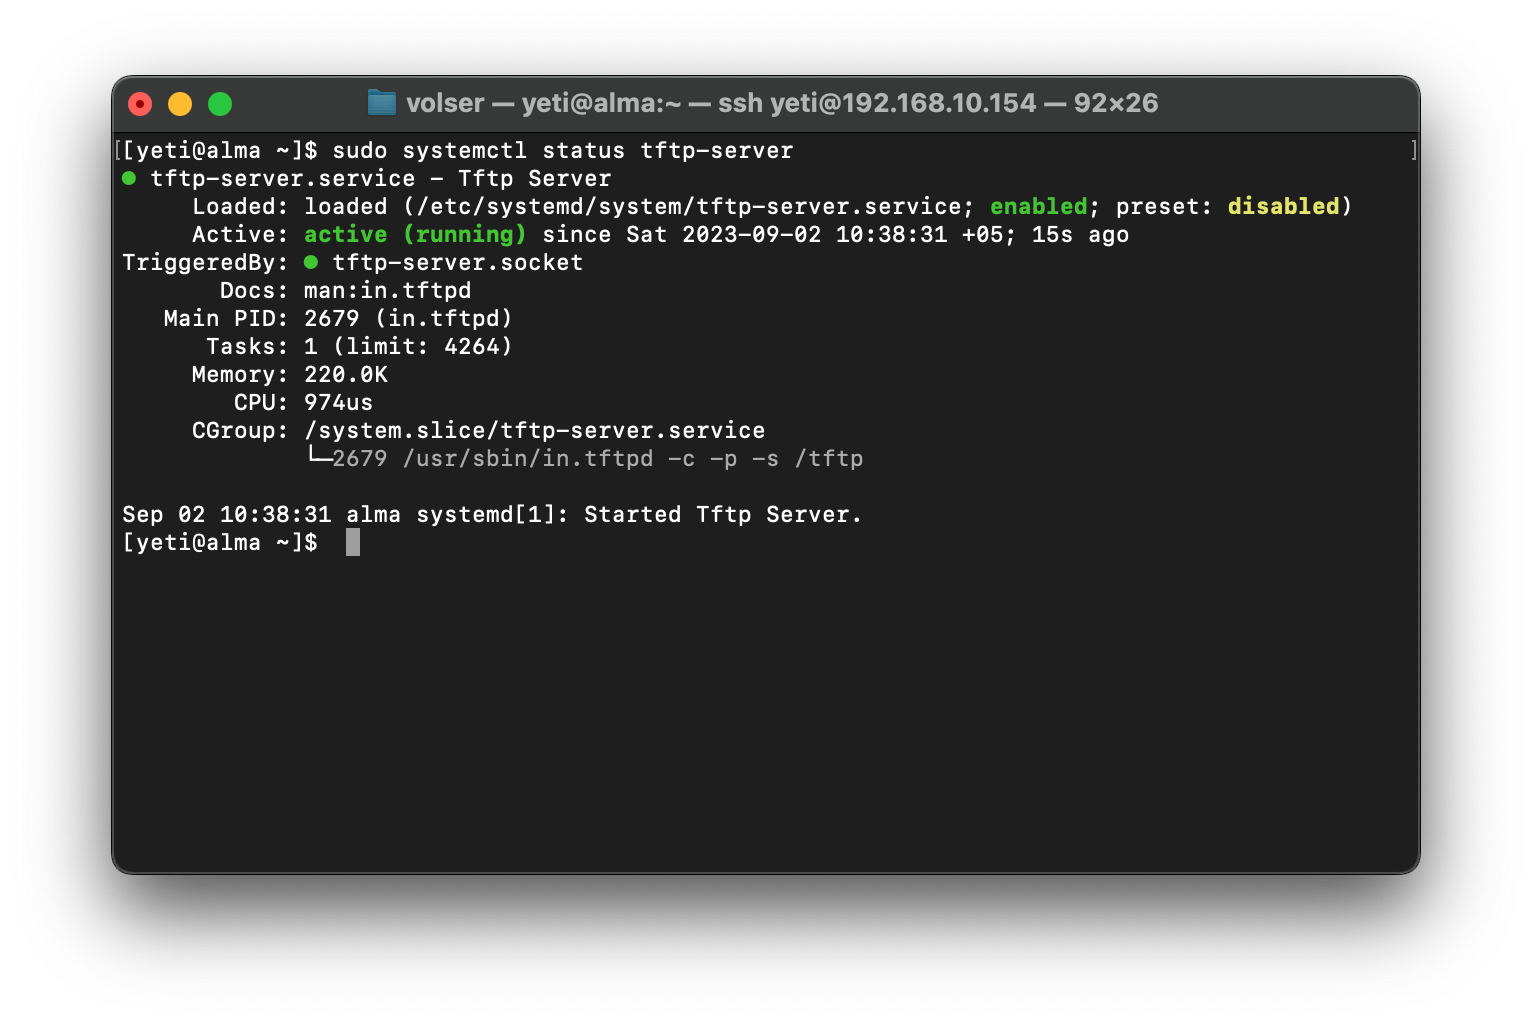 volser — yeti@alma:~ — ssh yeti@192.168.10.154 — 92×26
[[yeti@alma ~]$ sudo systemctl status tftp-server ]
● tftp-server.service - Tftp Server
     Loaded: loaded (/etc/systemd/system/tftp-server.service; enabled; preset: disabled)
     Active: active (running) since Sat 2023-09-02 10:38:31 +05; 15s ago
TriggeredBy: ● tftp-server.socket
       Docs: man:in.tftpd
   Main PID: 2679 (in.tftpd)
      Tasks: 1 (limit: 4264)
     Memory: 220.0K
        CPU: 974us
     CGroup: /system.slice/tftp-server.service
             └─2679 /usr/sbin/in.tftpd -c -p -s /tftp
Sep 02 10:38:31 alma systemd[1]: Started Tftp Server.
[yeti@alma ~]$